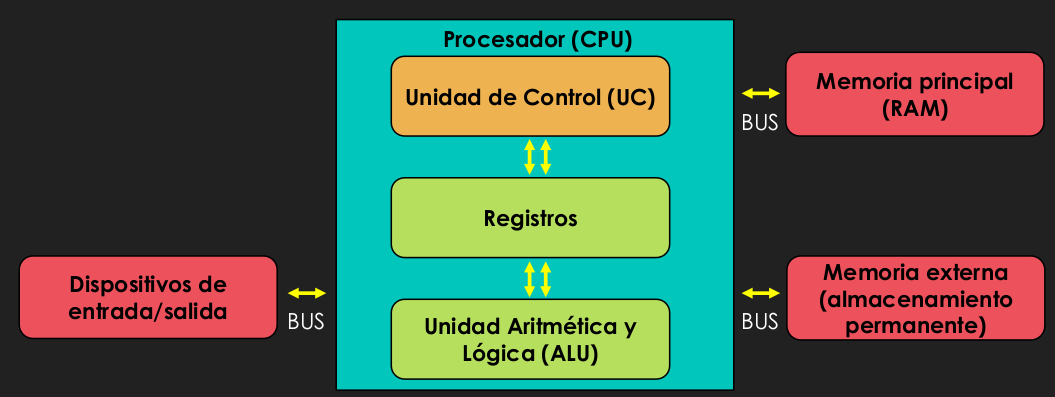 Procesador (CPU)
Unidad de Control (UC)
Memoria principal
(RAM)
BUS
Registros
Dispositivos de
entrada/salida
BUS
Memoria externa
(almacenamiento
permanente)
BUS
Unidad Aritmética y
Lógica (ALU)